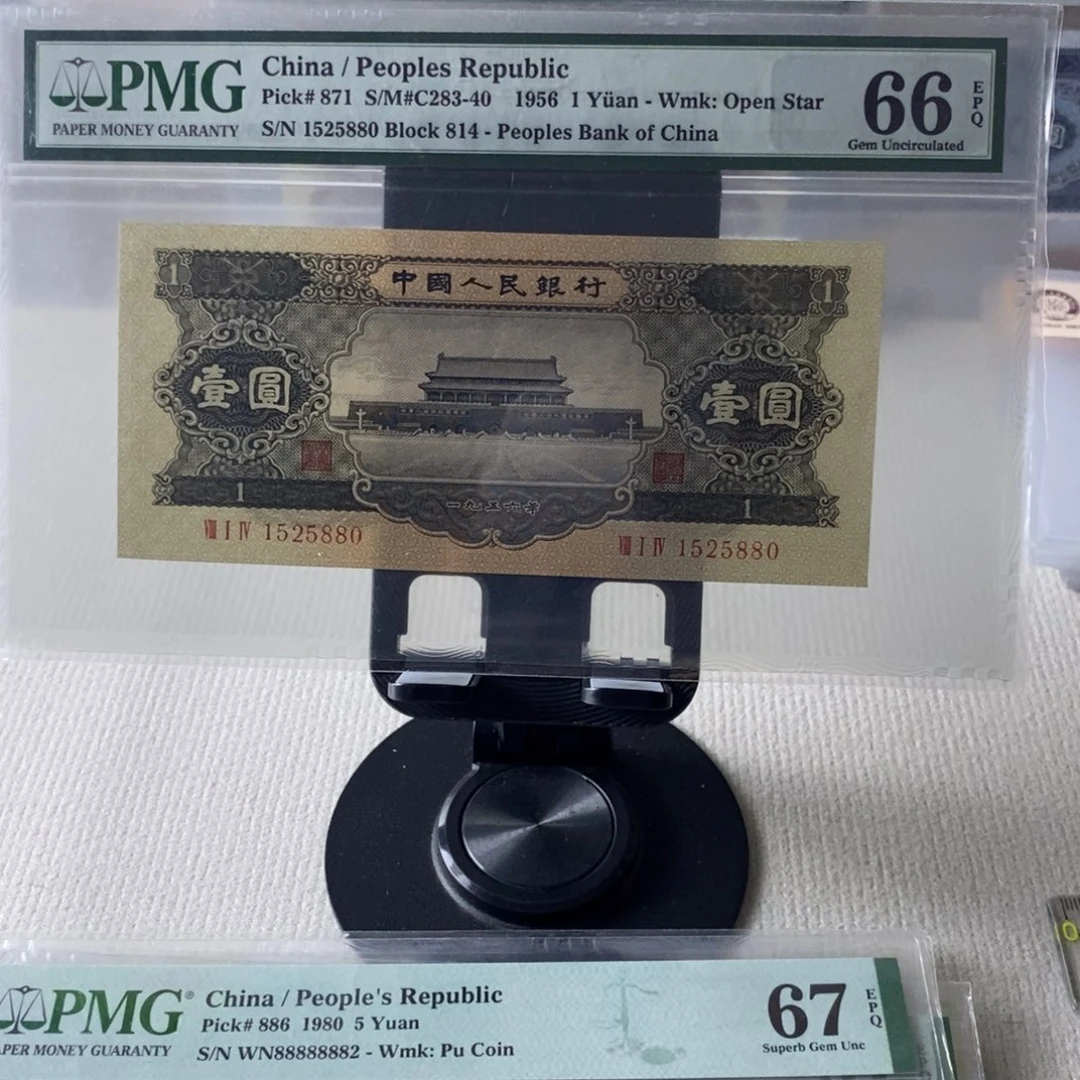 PMG
PAPER MONEY GUARANTY
China / Peoples Republic
Pick# 871 S/M#C283-40 1956 1 Yüan - Wmk: Open Star
S/N 1525880 Block 814 - Peoples Bank of China
66
EPQ
Gem Uncirculated
1
中國人民銀行
1
壹圓
壹圓
1
一九五六年
1
VIII I IV 1525880
VIII I IV 1525880
PMG®
PER MONEY GUARANTY
China / People's Republic
Pick# 886 1980 5 Yuan
S/N WN88888882 - Wmk: Pu Coin
67
EPQ
Superb Gem Unc
0